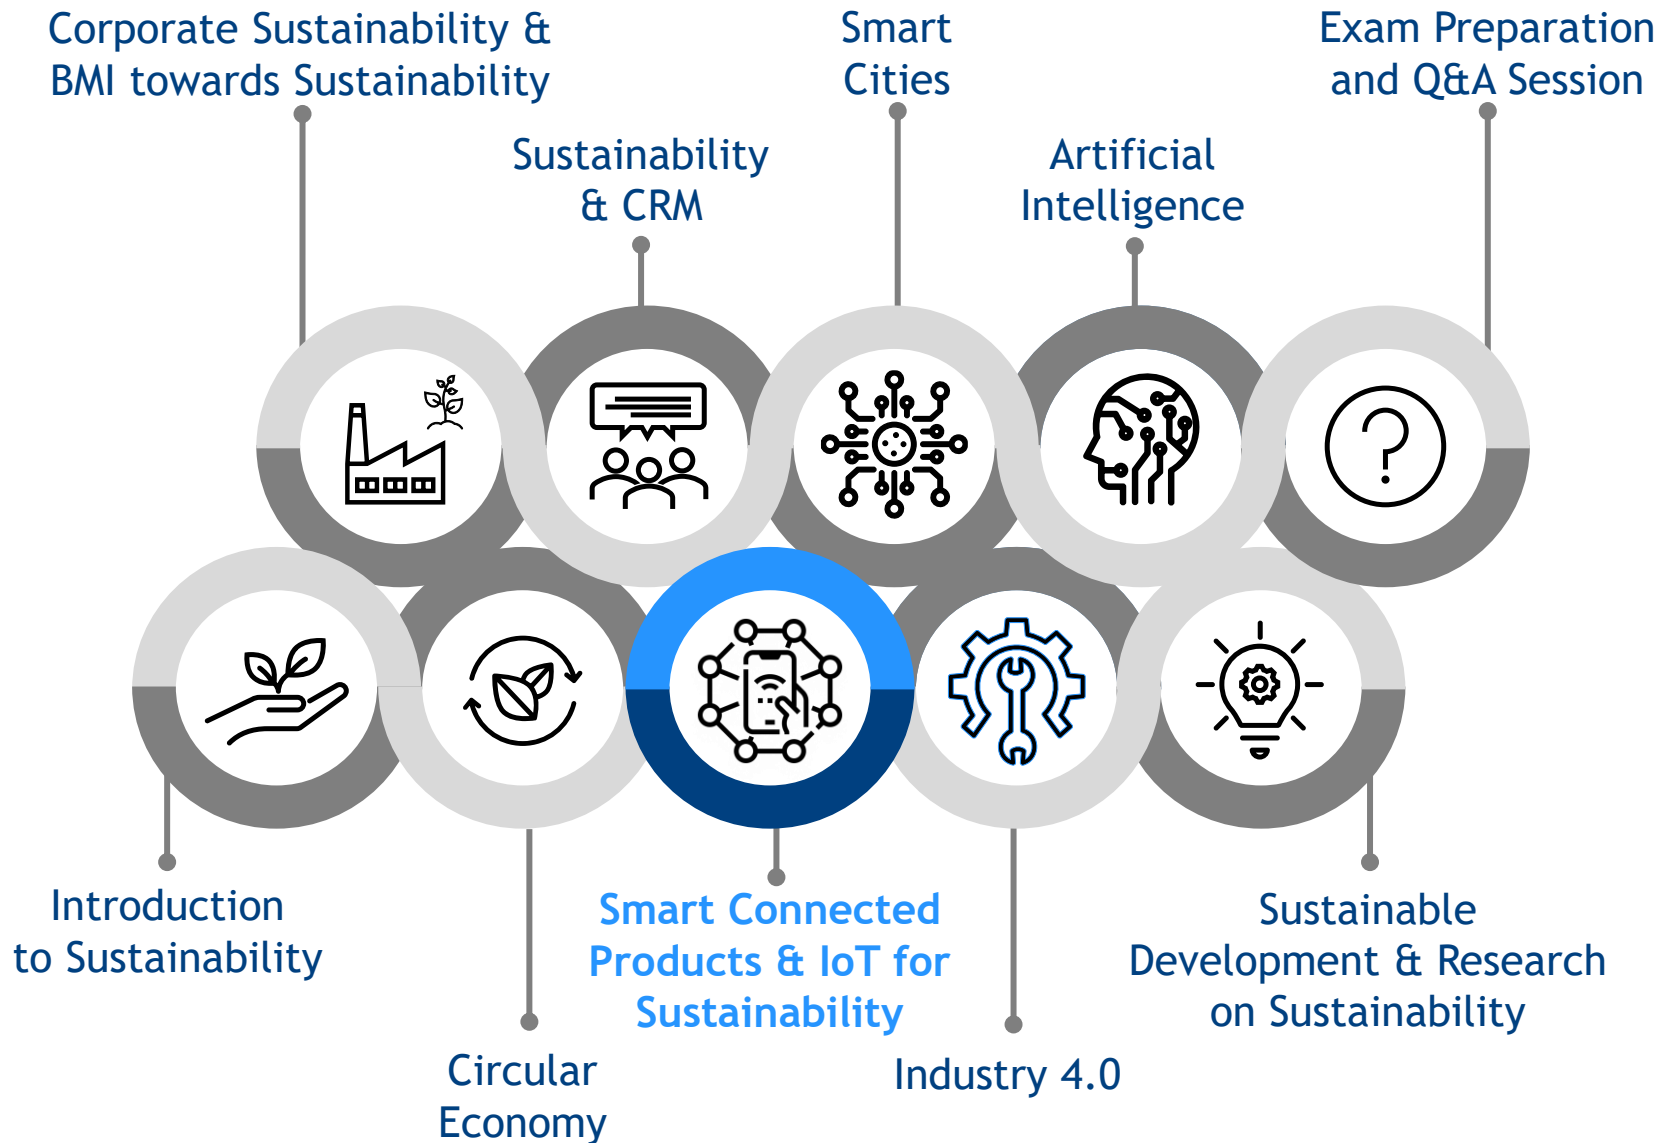 Corporate Sustainability &
BMI towards Sustainability
Smart
Cities
Exam Preparation
and Q&A Session
Sustainability
& CRM
Artificial
Intelligence
Introduction
to Sustainability
Smart Connected
Products & IoT for
Sustainability
Sustainable
Development & Research
on Sustainability
Circular
Economy
Industry 4.0